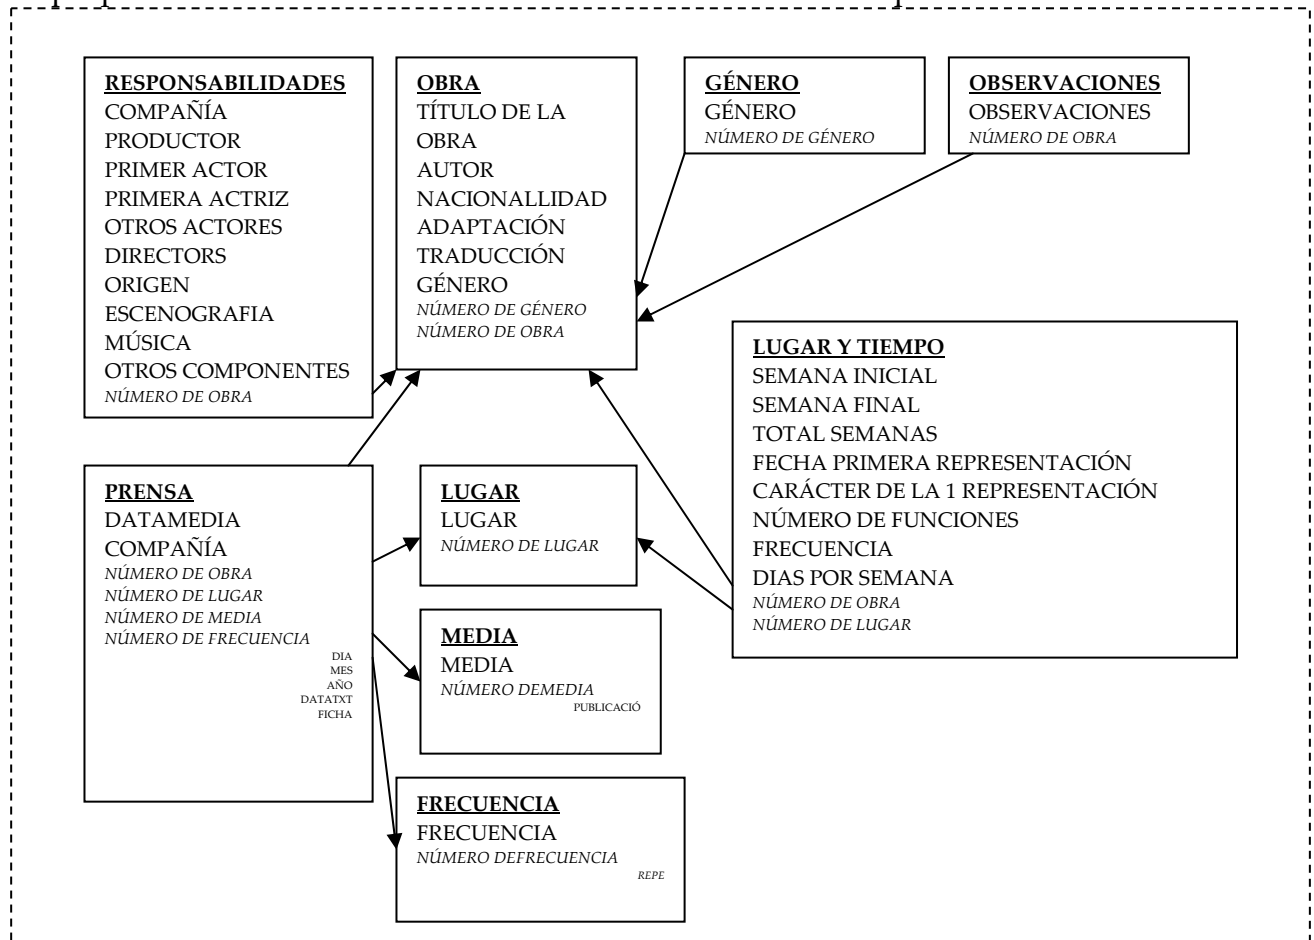 RESPONSABILIDADES
COMPAÑÍA
PRODUCTOR
PRIMER ACTOR
PRIMERA ACTRIZ
OTROS ACTORES
DIRECTORS
ORIGEN
ESCENOGRAFIA
MÚSICA
OTROS COMPONENTES
NÚMERO DE OBRA
OBRA
TÍTULO DE LA
OBRA
AUTOR
NACIONALLIDAD
ADAPTACIÓN
TRADUCCIÓN
GÉNERO
NÚMERO DE GÉNERO
NÚMERO DE OBRA
GÉNERO
GÉNERO
NÚMERO DE GÉNERO
OBSERVACIONES
OBSERVACIONES
NÚMERO DE OBRA
LUGAR Y TIEMPO
SEMANA INICIAL
SEMANA FINAL
TOTAL SEMANAS
FECHA PRIMERA REPRESENTACIÓN
CARÁCTER DE LA 1 REPRESENTACIÓN
NÚMERO DE FUNCIONES
FRECUENCIA
DIAS POR SEMANA
NÚMERO DE OBRA
NÚMERO DE LUGAR
PRENSA
DATAMEDIA
COMPAÑÍA
NÚMERO DE OBRA
NÚMERO DE LUGAR
NÚMERO DE MEDIA
NÚMERO DE FRECUENCIA
DIA
MES
AÑO
DATATXT
FICHA
LUGAR
LUGAR
NÚMERO DE LUGAR
MEDIA
MEDIA
NÚMERO DEMEDIA
PUBLICACIÓ
FRECUENCIA
FRECUENCIA
NÚMERO DEFRECUENCIA
REPE